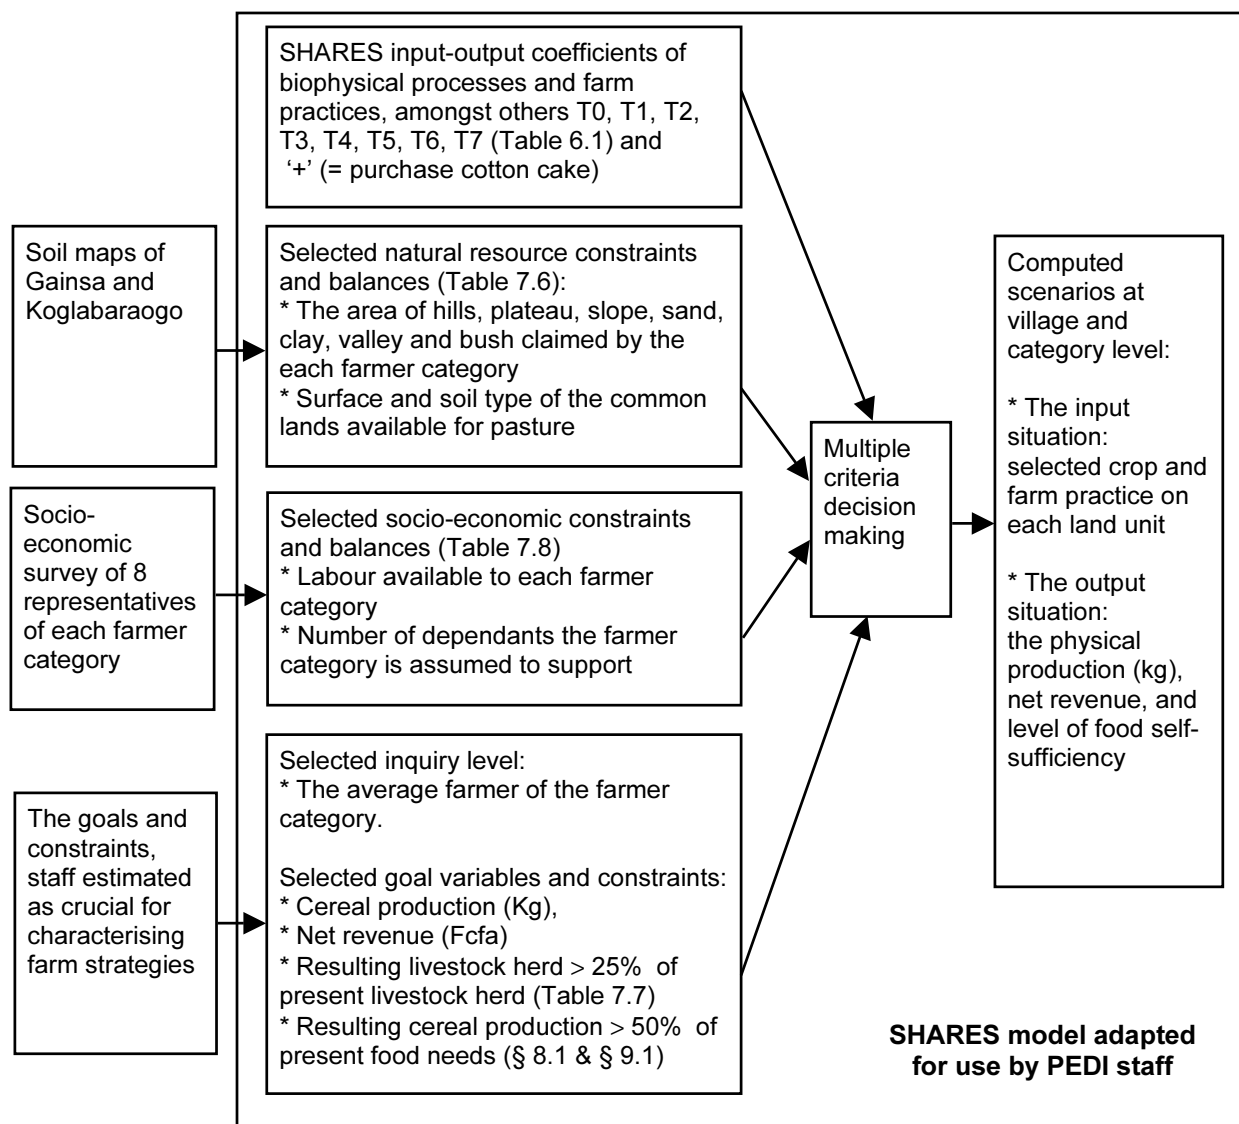 SHARES input-output coefficients of
biophysical processes and farm
practices, amongst others T0, T1, T2,
T3, T4, T5, T6, T7 (Table 6.1) and
‘+’ (= purchase cotton cake)
Soil maps of
Gainsa and
Koglabaraogo
Selected natural resource constraints
and balances (Table 7.6):
* The area of hills, plateau, slope, sand,
clay, valley and bush claimed by the
each farmer category
* Surface and soil type of the common
lands available for pasture
Socio-
economic
survey of 8
representatives
of each farmer
category
Selected socio-economic constraints
and balances (Table 7.8)
* Labour available to each farmer
category
* Number of dependants the farmer
category is assumed to support
The goals and
constraints,
staff estimated
as crucial for
characterising
farm strategies
Selected inquiry level:
* The average farmer of the farmer
category.
Selected goal variables and constraints:
* Cereal production (Kg),
* Net revenue (Fcfa)
* Resulting livestock herd > 25% of
present livestock herd (Table 7.7)
* Resulting cereal production > 50% of
present food needs (§ 8.1 & § 9.1)
Multiple
criteria
decision
making
Computed
scenarios at
village and
category level:
* The input
situation:
selected crop and
farm practice on
each land unit
* The output
situation:
the physical
production (kg),
net revenue, and
level of food self-
sufficiency
SHARES model adapted
for use by PEDI staff